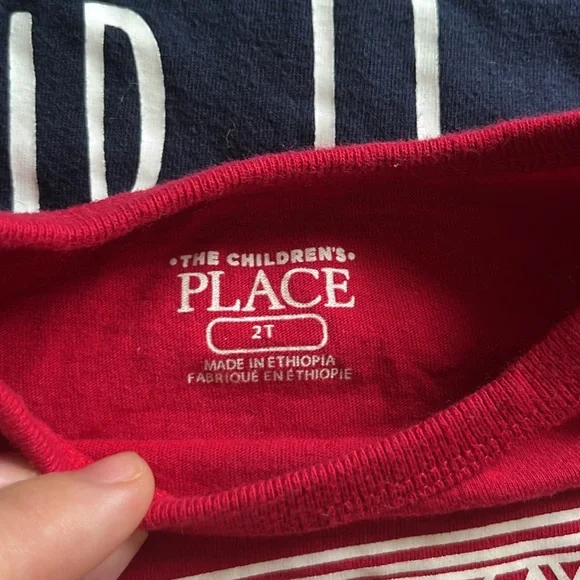 •THE CHILDREN'S•
PLACE
2T
MADE IN ETHIOPIA
FABRIQUÉ EN ÉTHIOPIE